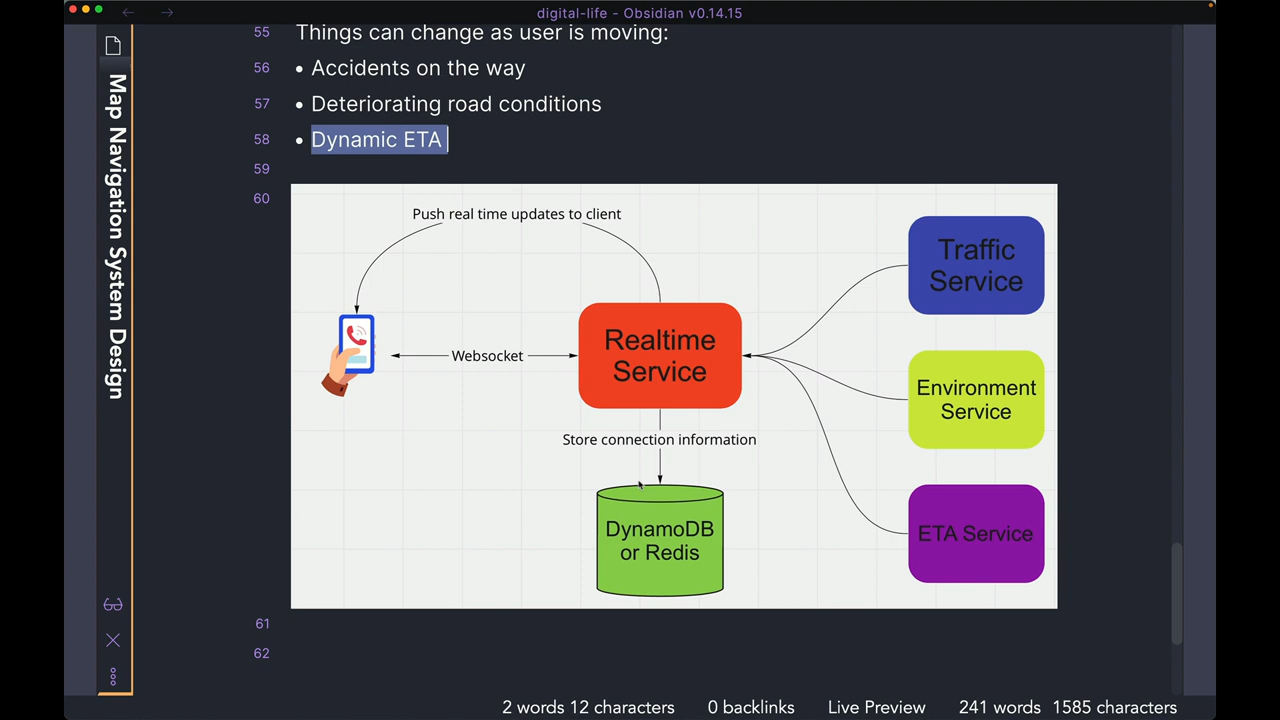 digital-life - Obsidian v0.14.15
Map Navigation System Design
55 Things can change as user is moving:
56 • Accidents on the way
57 • Deteriorating road conditions
58 • Dynamic ETA
59
60
Push real time updates to client
Traffic
Service
Realtime
Service
Websocket
Environment
Service
Store connection information
DynamoDB
or Redis
ETA Service
61
62
2 words 12 characters 0 backlinks Live Preview 241 words 1585 characters